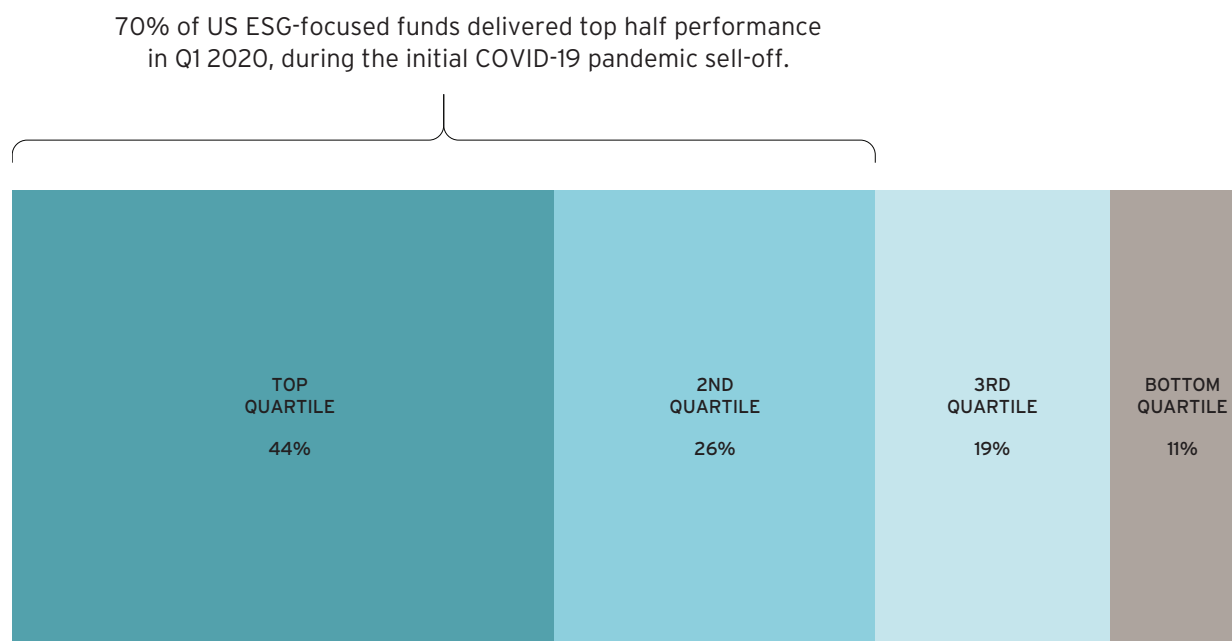 70% of US ESG-focused funds delivered top half performance
in Q1 2020, during the initial COVID-19 pandemic sell-off.
TOP
QUARTILE
44%
2ND
QUARTILE
26%
3RD
QUARTILE
19%
BOTTOM
QUARTILE
11%